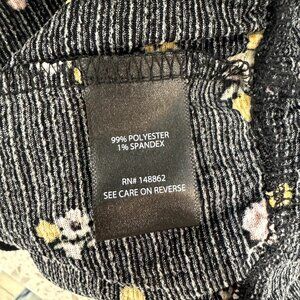 99% POLYESTER
1% SPANDEX
RN# 148862
SEE CARE ON REVERSE